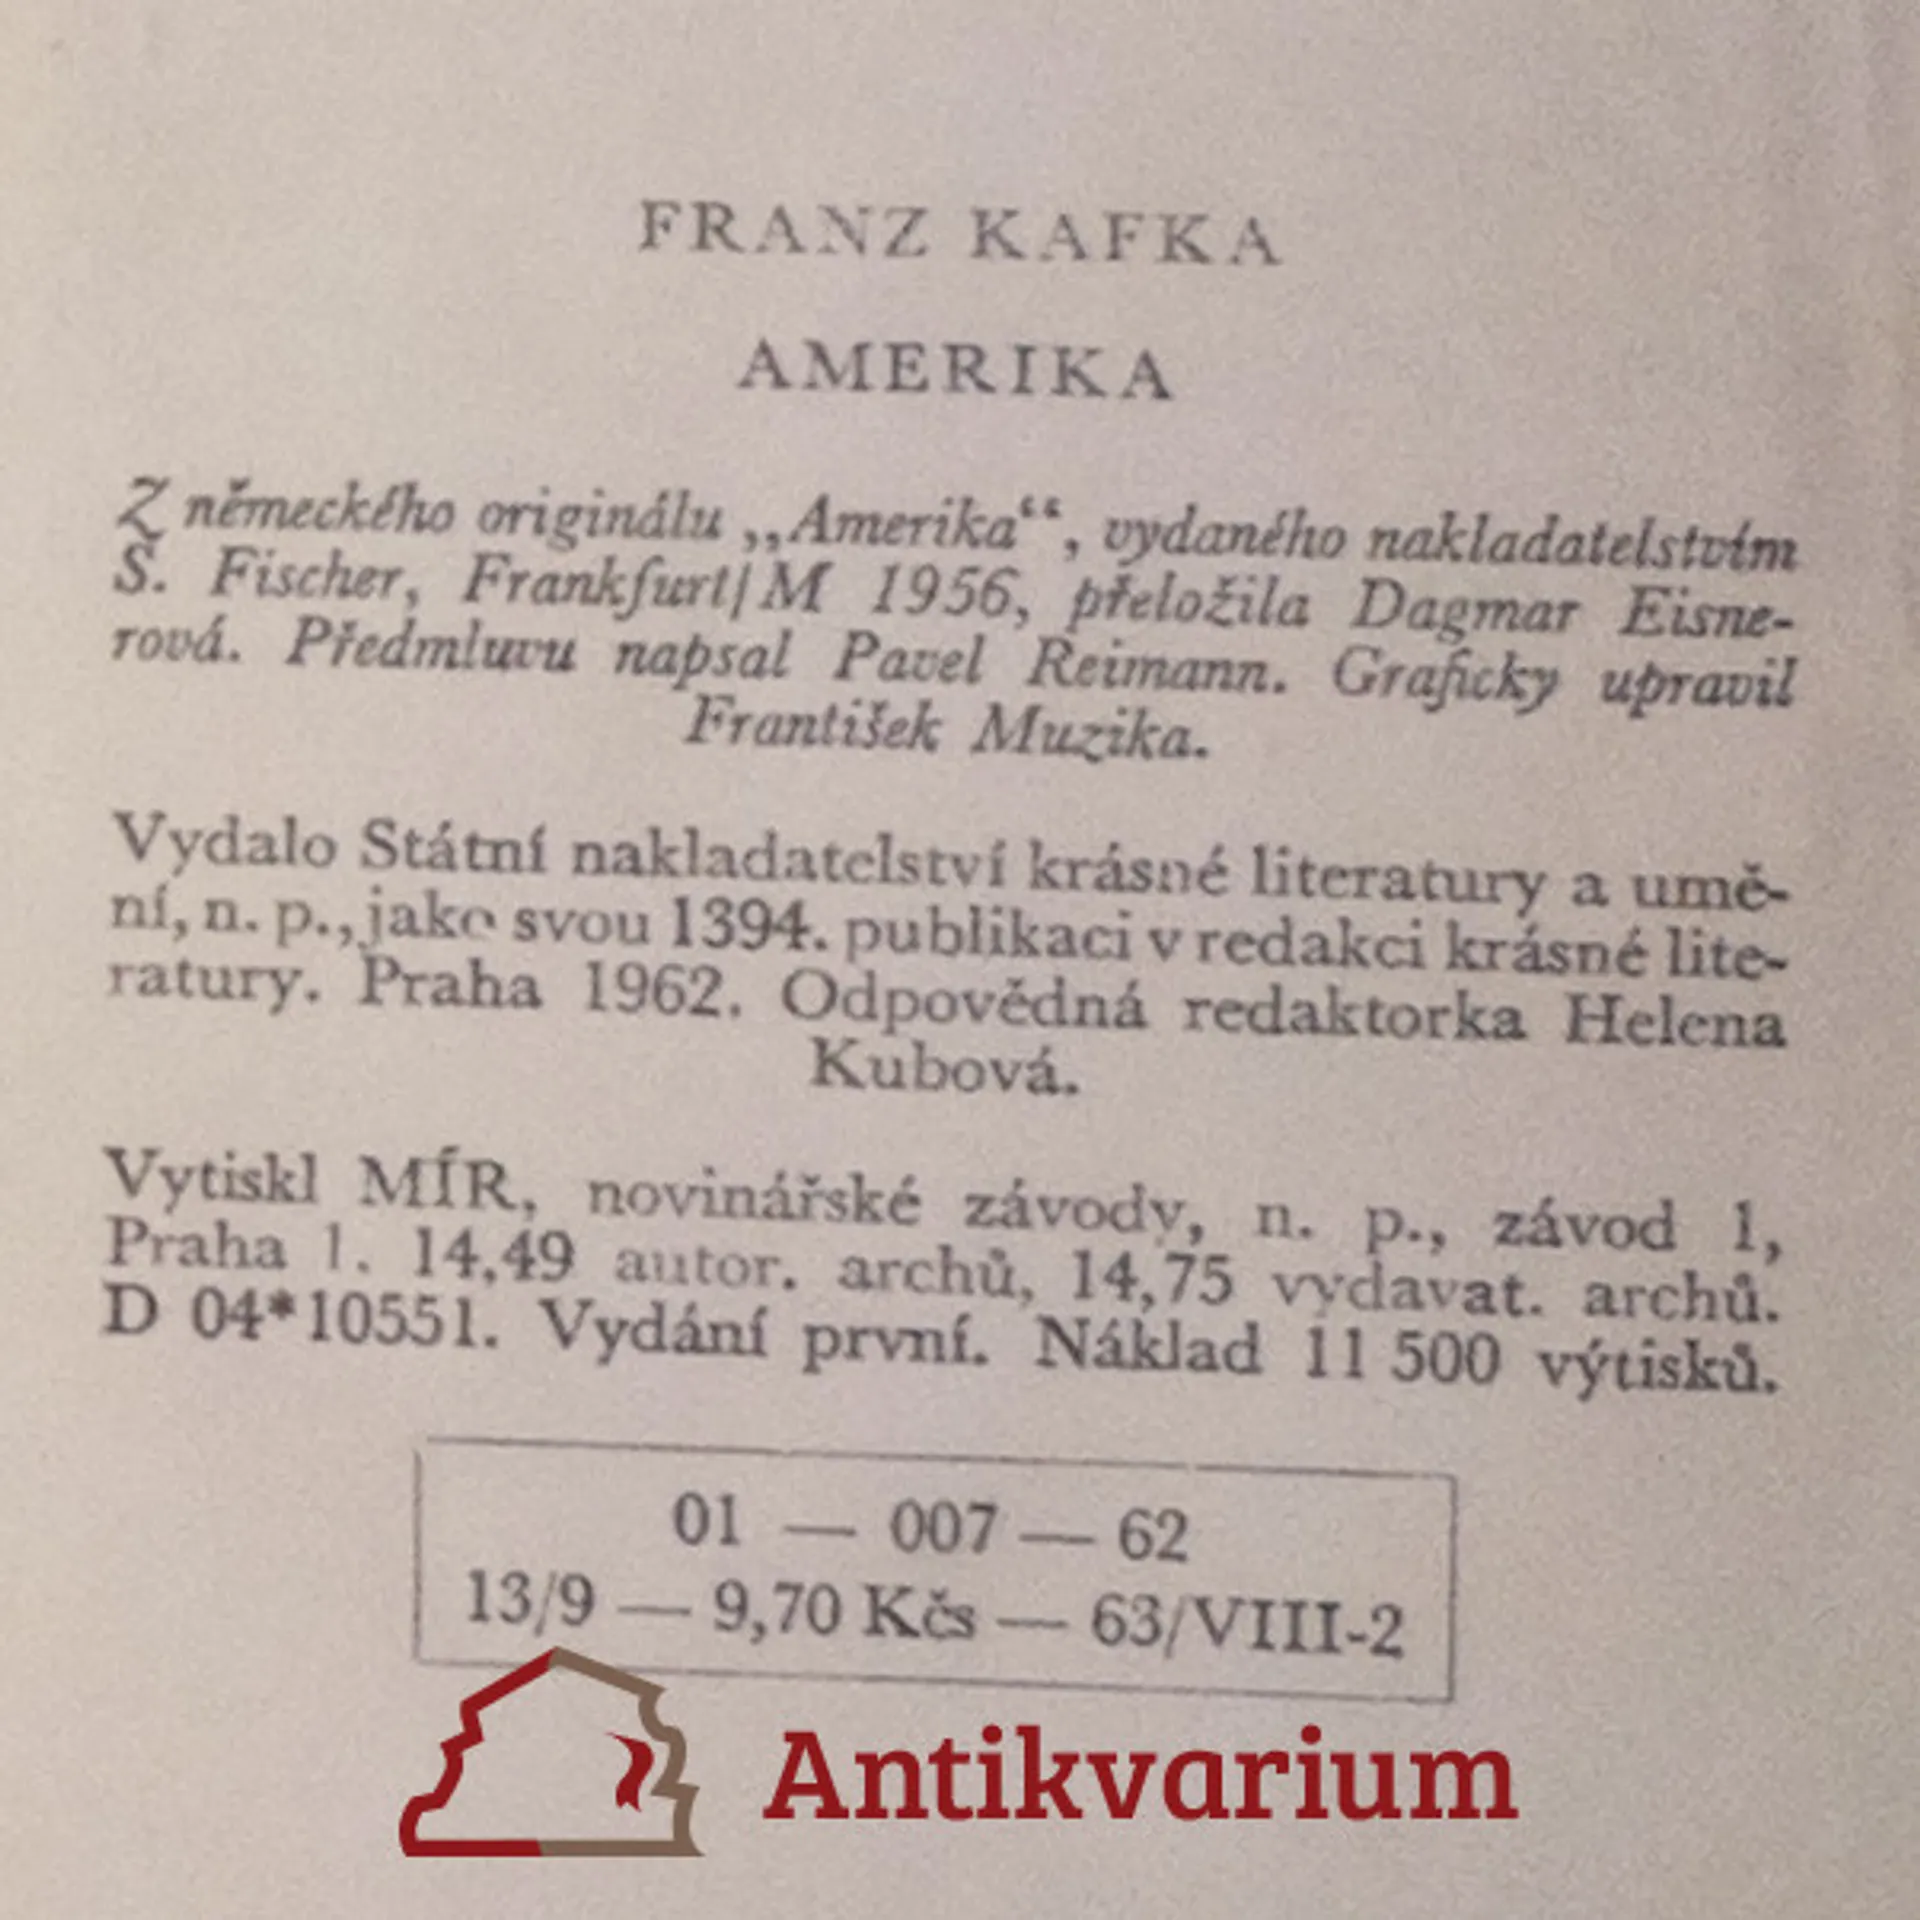 FRANZ KAFKA
AMERIKA
Z německého originálu „Amerika“, vydaného nakladatelstvím
S. Fischer, Frankfurt/M 1956, přeložila Dagmar Eisne-
rová. Předmluvu napsal Pavel Reimann. Graficky upravil
František Muzika.
Vydalo Státní nakladatelství krásné literatury a umě-
ní, n. p., jako svou 1394. publikaci v redakci krásné lite-
ratury. Praha 1962. Odpovědná redaktorka Helena
Kubová.
Vytiskl MÍR, novinářské závody, n. p., závod 1,
Praha 1. 14,49 autor. archů, 14,75 vydavat. archů.
D 04*10551. Vydání první. Náklad 11 500 výtisků.
01 — 007 — 62
13/9 — 9,70 Kčs — 63/VIII-2
Antikvarium